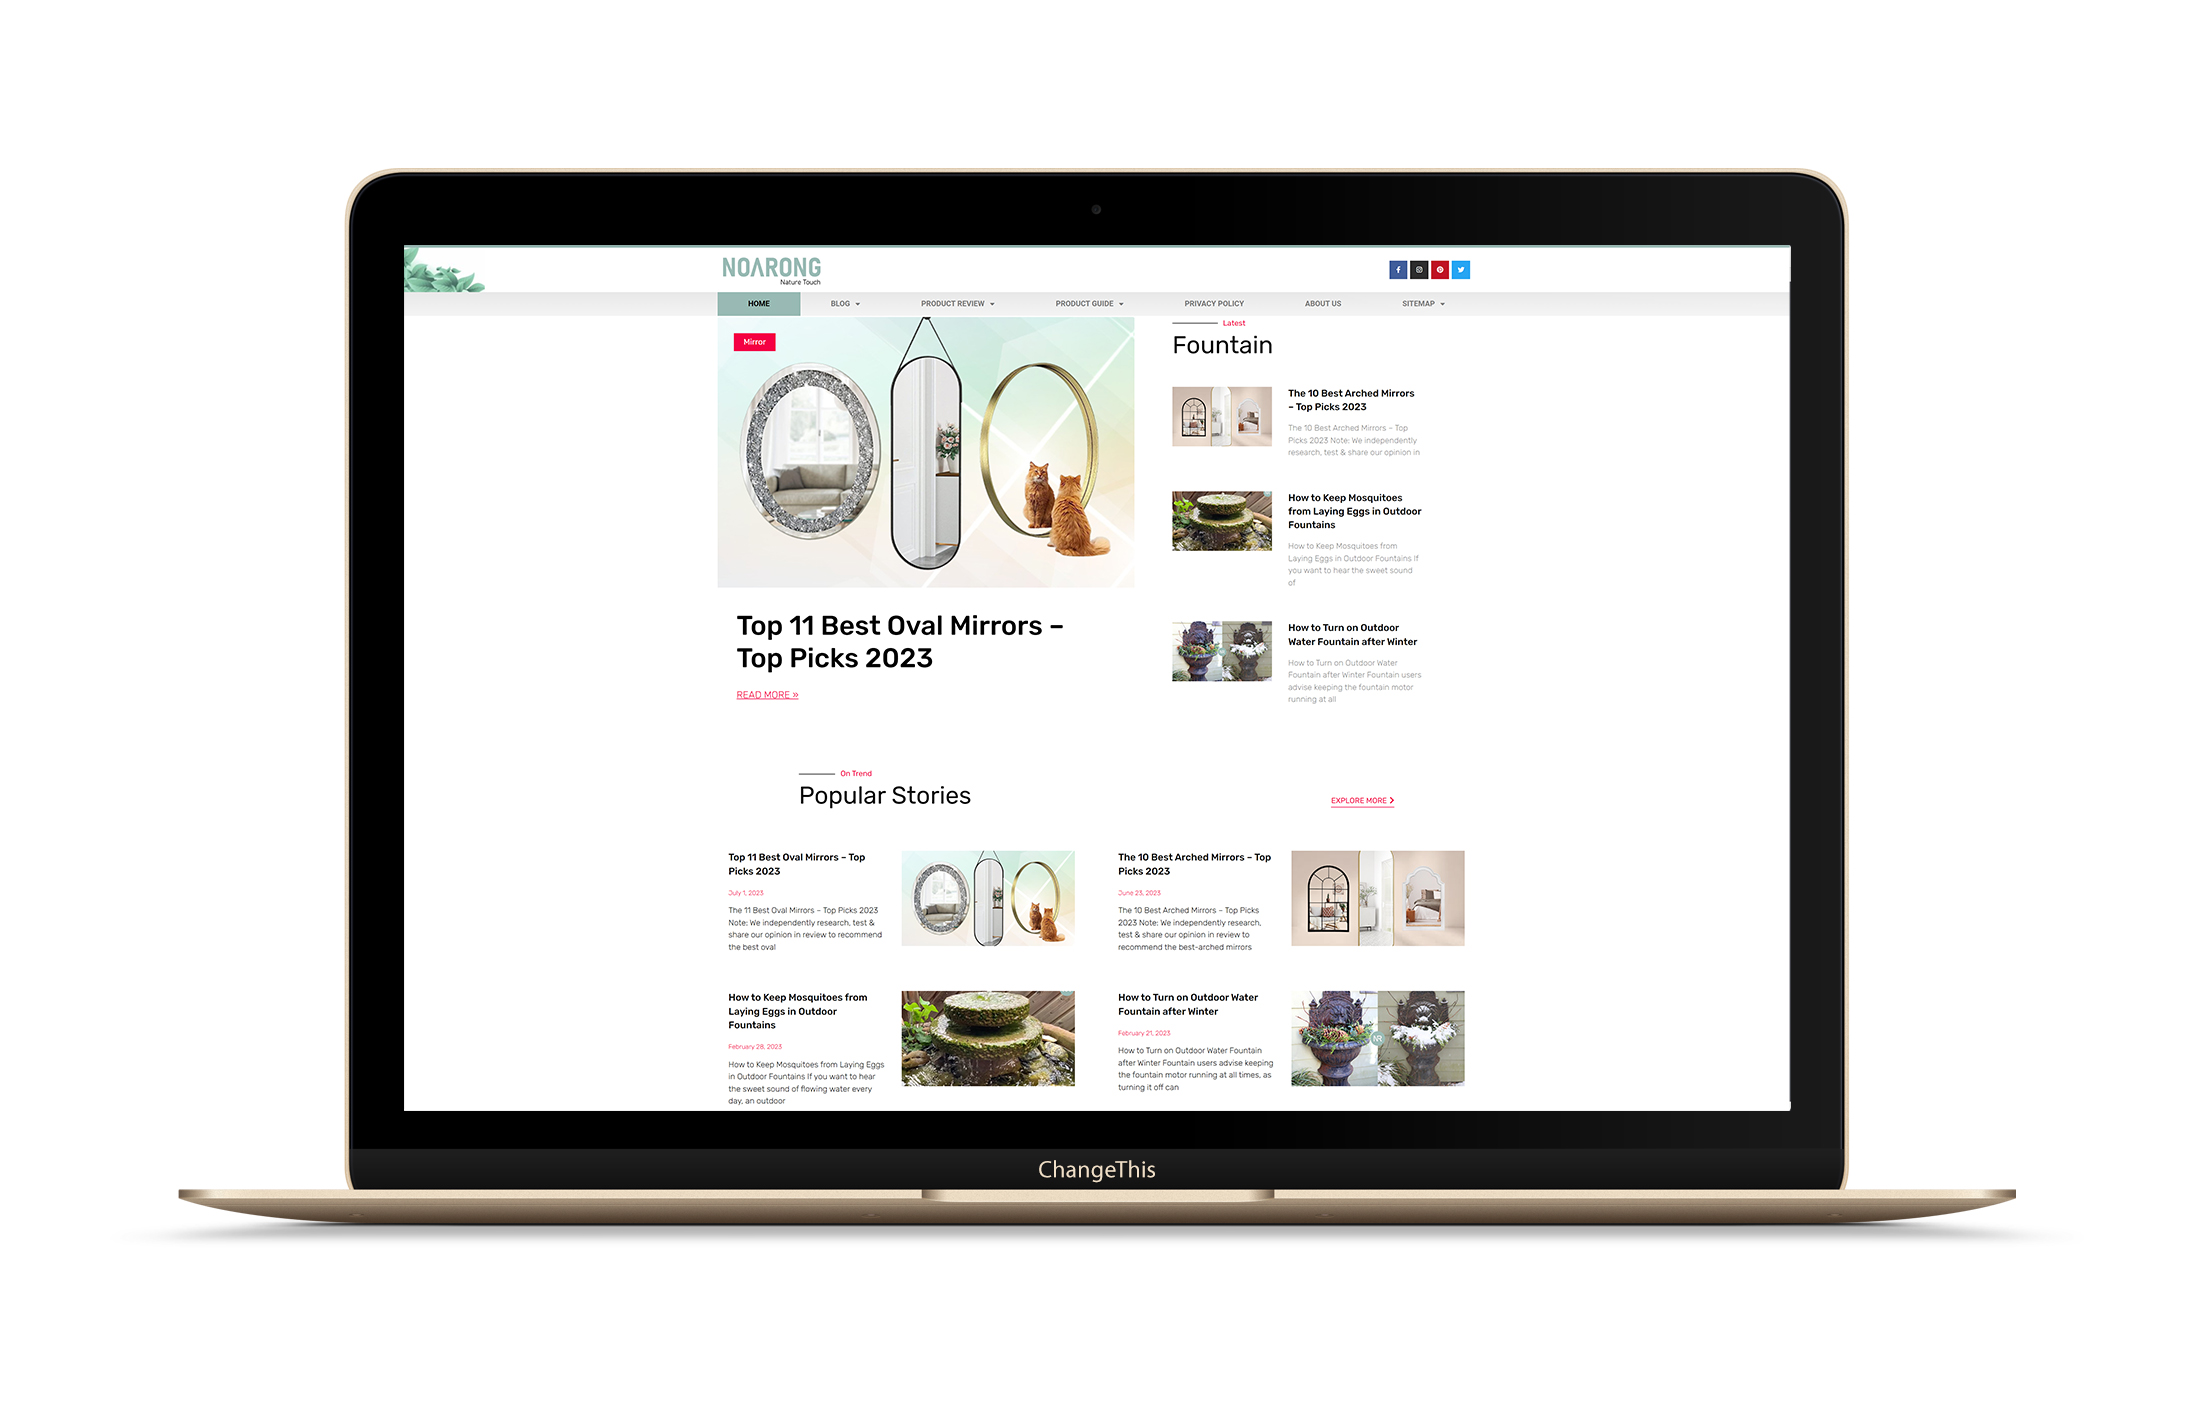 NOARONG
Nature Touch
HOME
BLOG
PRODUCT REVIEW
PRODUCT GUIDE
PRIVACY POLICY
ABOUT US
SITEMAP
Mirror
Top 11 Best Oval Mirrors –
Top Picks 2023
READ MORE »
Latest
Fountain
The 10 Best Arched Mirrors
– Top Picks 2023
The 10 Best Arched Mirrors – Top
Picks 2023 Note: We independently
research, test & share our opinion in
How to Keep Mosquitoes
from Laying Eggs in Outdoor
Fountains
How to Keep Mosquitoes from
Laying Eggs in Outdoor Fountains If
you want to hear the sweet sound
of
How to Turn on Outdoor
Water Fountain after Winter
How to Turn on Outdoor Water
Fountain after Winter Fountain users
advise keeping the fountain motor
running at all
On Trend
Popular Stories
EXPLORE MORE
Top 11 Best Oval Mirrors – Top
Picks 2023
July 1, 2023
The 11 Best Oval Mirrors – Top Picks 2023
Note: We independently research, test &
share our opinion in review to recommend
the best oval
The 10 Best Arched Mirrors – Top
Picks 2023
June 23, 2023
The 10 Best Arched Mirrors – Top Picks
2023 Note: We independently research,
test & share our opinion in review to
recommend the best-arched mirrors
How to Keep Mosquitoes from
Laying Eggs in Outdoor
Fountains
February 28, 2023
How to Keep Mosquitoes from Laying Eggs
in Outdoor Fountains If you want to hear
the sweet sound of flowing water every
day, an outdoor
How to Turn on Outdoor Water
Fountain after Winter
February 21, 2023
How to Turn on Outdoor Water Fountain
after Winter Fountain users advise keeping
the fountain motor running at all times, as
turning it off can
NR
ChangeThis